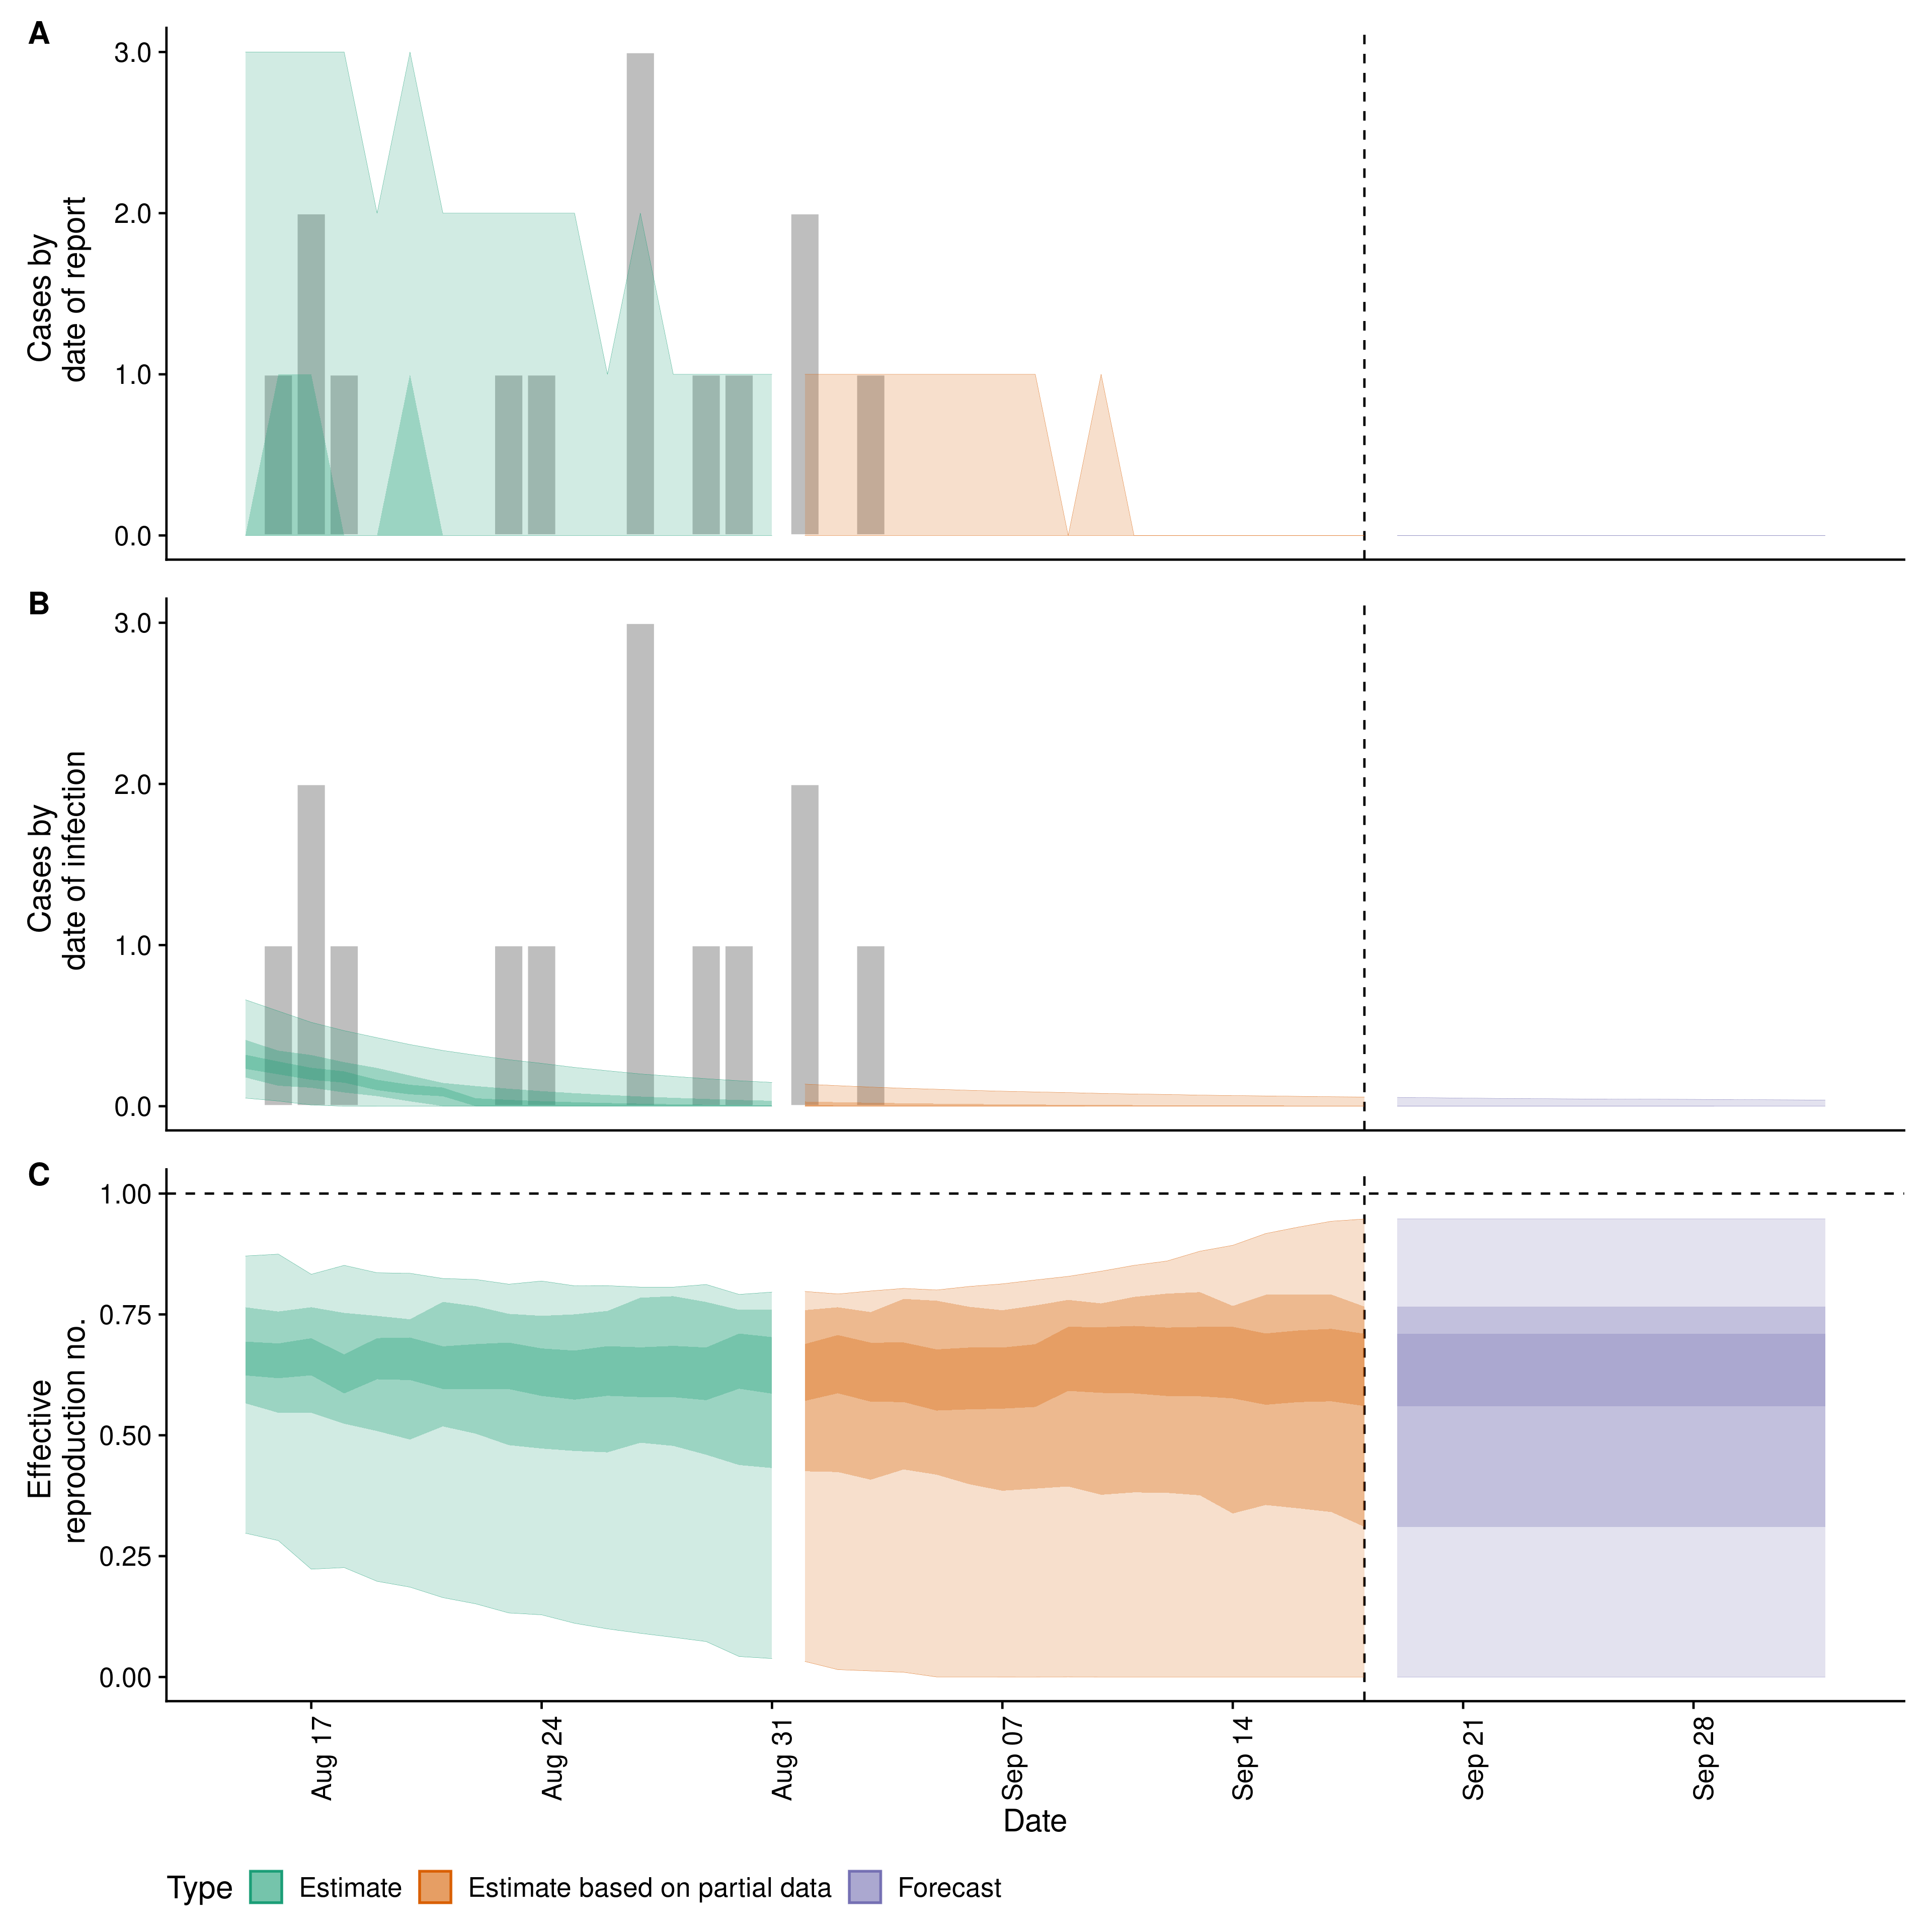 A
3.0
2.0
1.0
0.0
Cases by
date of report
B
3.0
2.0
1.0
0.0
Cases by
date of infection
C
1.00
0.75
0.50
0.25
0.00
Effective
reproduction no.
Aug 17
Aug 24
Aug 31
Sep 07
Sep 14
Sep 21
Sep 28
Date
Type Estimate Estimate based on partial data Forecast